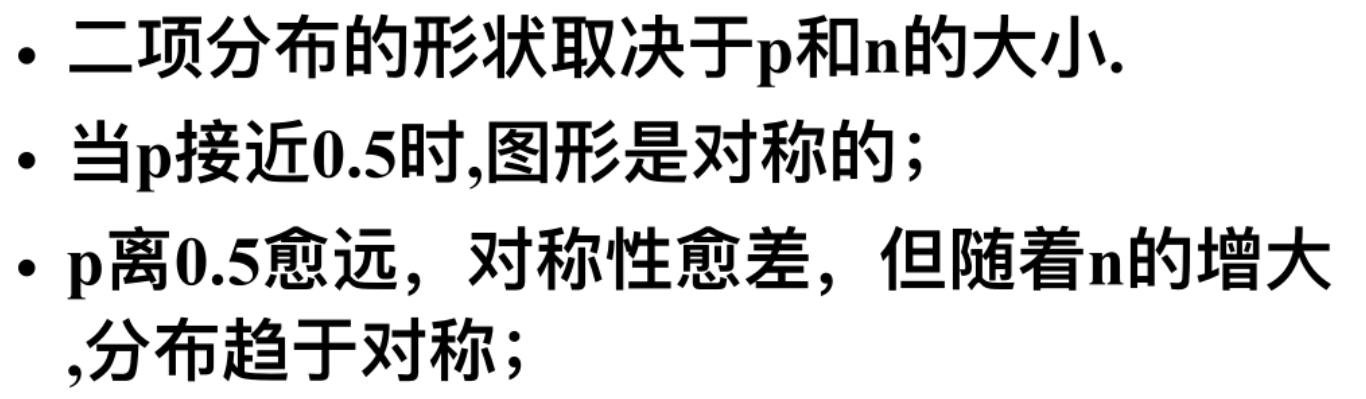 • 二项分布的形状取决于p和n的大小.
• 当p接近0.5时,图形是对称的；
• p离0.5愈远，对称性愈差，但随着n的增大
,分布趋于对称；